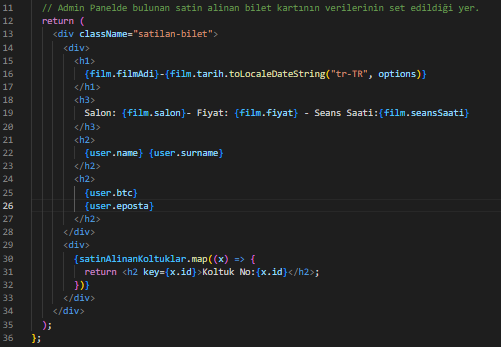 11 // Admin Panelde bulunan satin alinan bilet kartının verilerinin set edildiği yer.
12 return (
13 <div className="satilan-bilet">
14 <div>
15 <h1>
16 {film.filmAdi}-{film.tarih.toLocaleDateString("tr-TR", options)}
17 </h1>
18 <h3>
19 Salon: {film.salon}- Fiyat: {film.fiyat} - Seans Saati:{film.seansSaati}
20 </h3>
21 <h2>
22 {user.name} {user.surname}
23 </h2>
24 <h2>
25 {user.btc}
26 {user.eposta}
27 </h2>
28 </div>
29 <div>
30 {satinAlinanKoltuklar.map((x) => {
31 return <h2 key={x.id}>Koltuk No:{x.id}</h2>;
32 })}
33 </div>
34 </div>
35 );
36 };